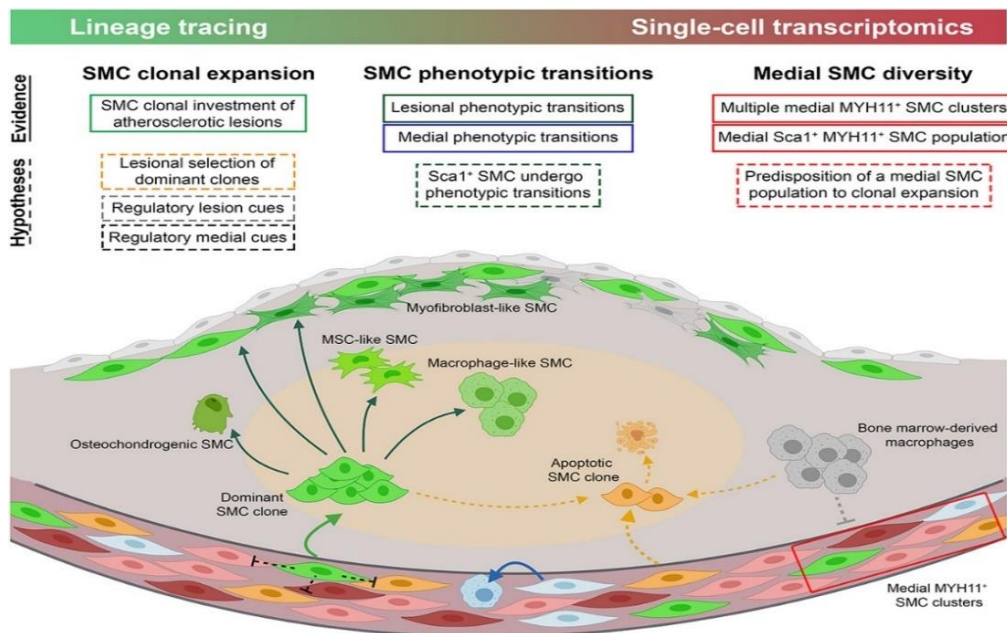 Lineage tracing
Single-cell transcriptomics
SMC clonal expansion
SMC phenotypic transitions
Medial SMC diversity
Evidence
SMC clonal investment of
atherosclerotic lesions
Lesional phenotypic transitions
Medial phenotypic transitions
Multiple medial MYH11⁺ SMC clusters
Medial Sca1⁺ MYH11⁺ SMC population
Hypotheses
Lesional selection of
dominant clones
Regulatory lesion cues
Regulatory medial cues
Sca1⁺ SMC undergo
phenotypic transitions
Predisposition of a medial SMC
population to clonal expansion
Myofibroblast-like SMC
MSC-like SMC
Macrophage-like SMC
Osteochondrogenic SMC
Dominant
SMC clone
Apoptotic
SMC clone
Bone marrow-derived
macrophages
Medial MYH11⁺
SMC clusters